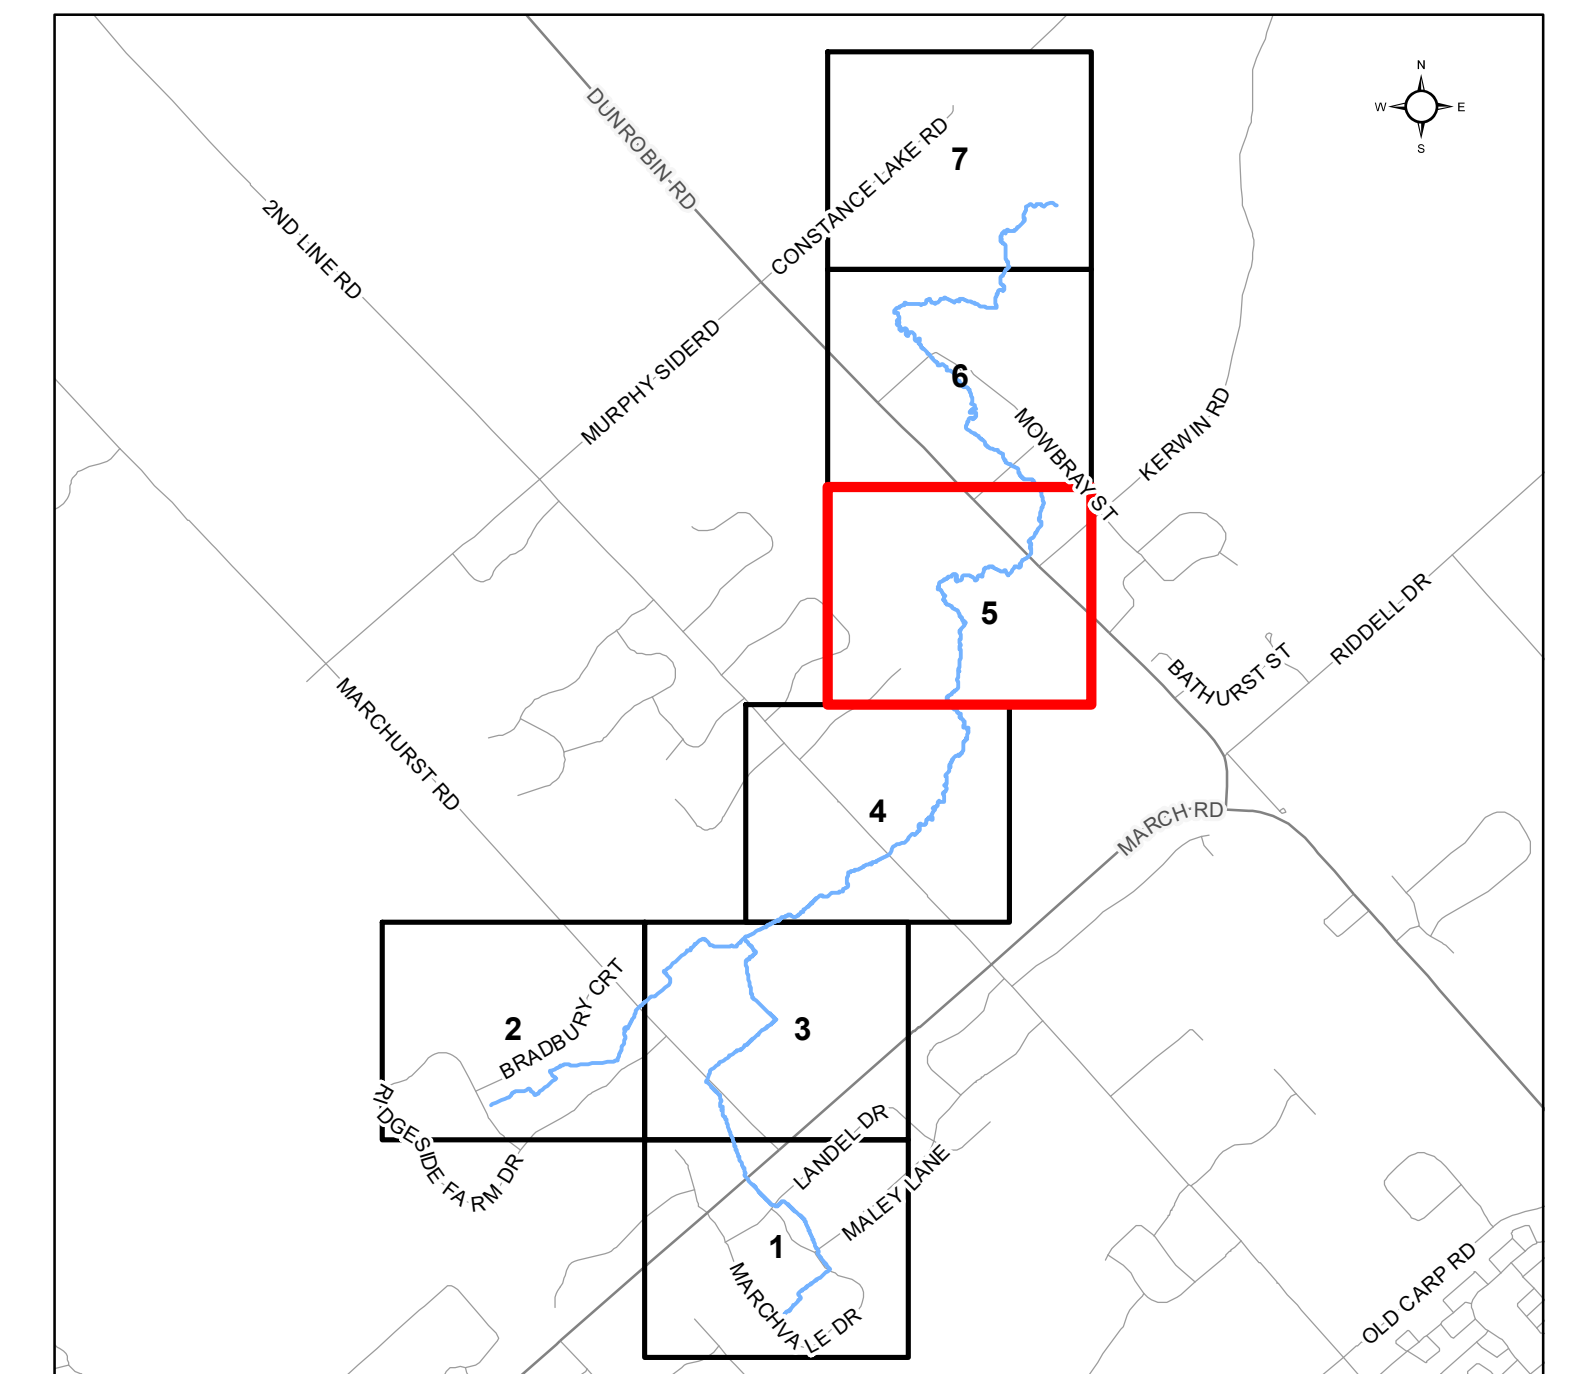 N
W E
S
DUNROBIN RD
7
CONSTANCE LAKE RD
2ND LINE RD
MURPHY SIDERD
6
MOWBRAY ST
KERWIN RD
5
RIDDELL DR
BATHURST ST
MARCHURST RD
4
MARCH RD
2
BRADBURY CRT
3
RIDGESIDE FARM DR
LANDEL DR
MALEY LANE
1
MARCHVALE DR
OLD CARP RD